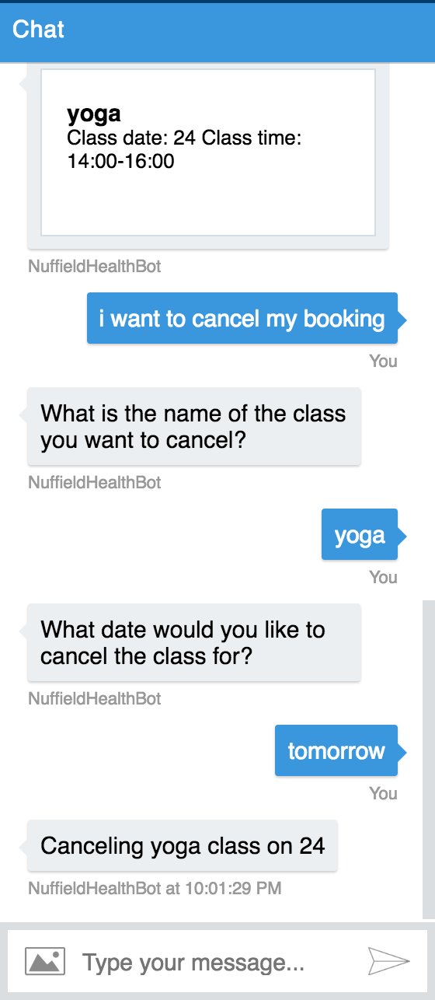 Chat
yoga
Class date: 24 Class time:
14:00-16:00
NuffieldHealthBot
i want to cancel my booking
You
What is the name of the class
you want to cancel?
NuffieldHealthBot
yoga
You
What date would you like to
cancel the class for?
NuffieldHealthBot
tomorrow
You
Canceling yoga class on 24
NuffieldHealthBot at 10:01:29 PM
Type your message...